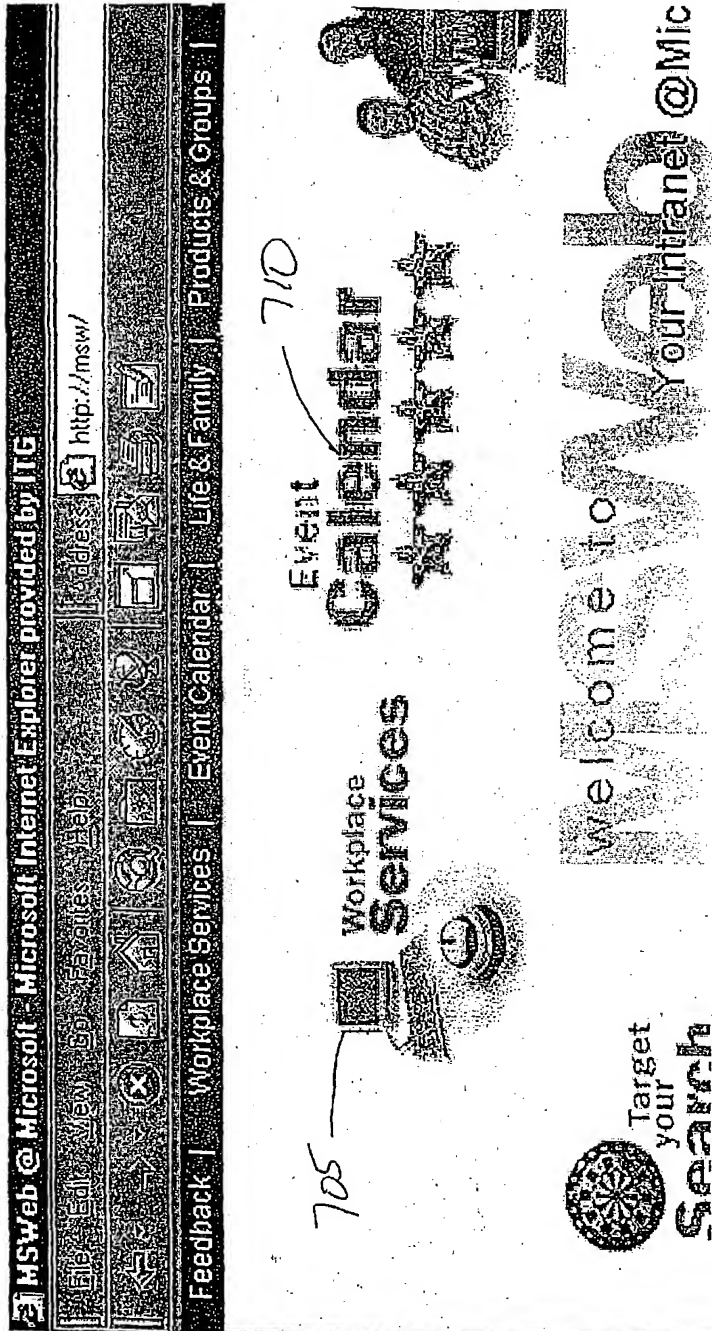 MSWeb @ Microsoft - Microsoft Internet Explorer provided by ITG
File Edit View Go Favorites Help Address http://msw/
Feedback | Workplace Services | Event Calendar | Life & Family | Products & Groups |
705
Workplace
Services
Event
Calendar
710
WW
Target
your
Search
Welcome to
MSWeb
Your Intranet @Mic